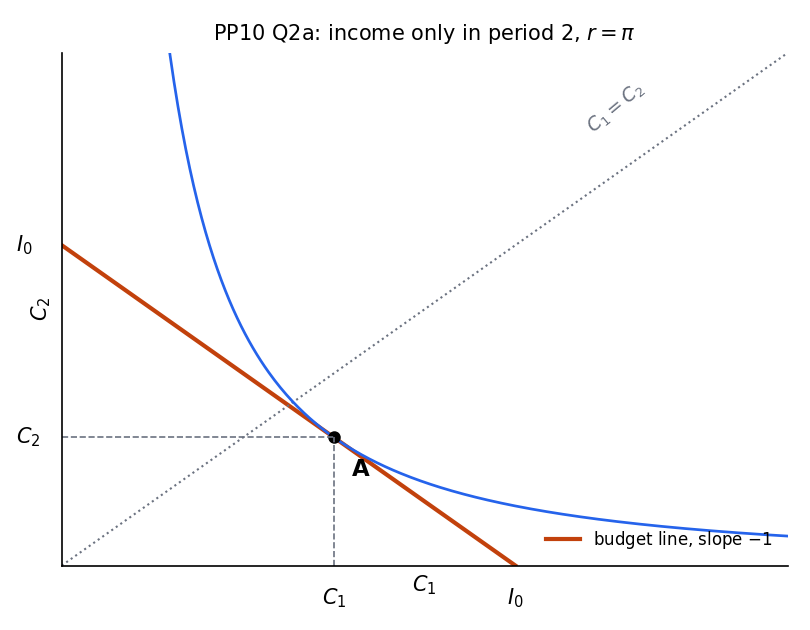 PP10 Q2a: income only in period 2, r = π
C₁ = C₂
I₀
C₂
C₂
A
budget line, slope −1
C₁
C₁
I₀